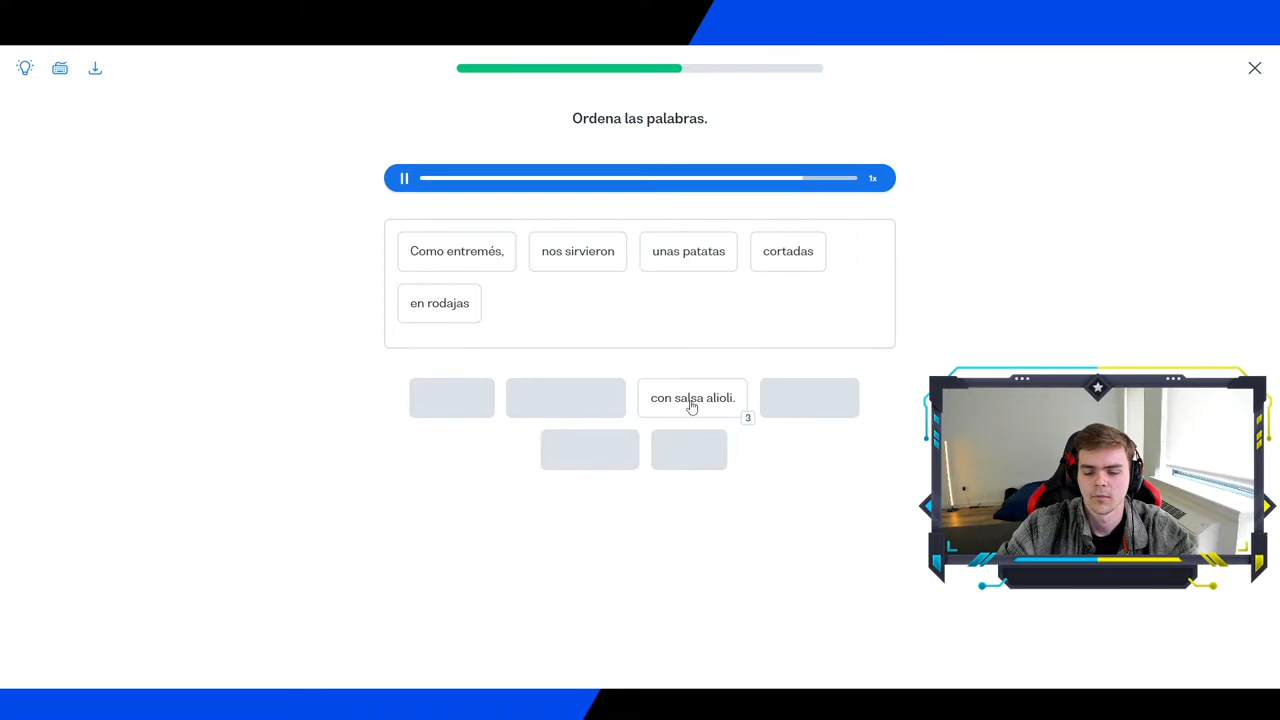 Ordena las palabras.
1x
Como entremés, nos sirvieron unas patatas cortadas
en rodajas
con salsa alioli.
3